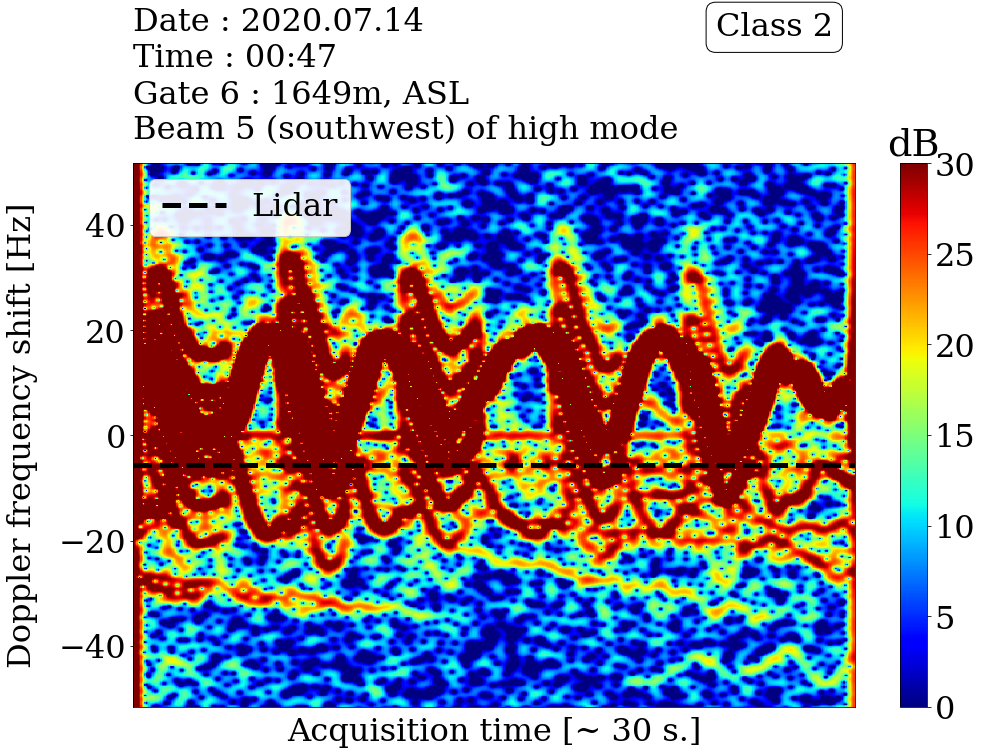 Date : 2020.07.14
Time : 00:47
Gate 6 : 1649m, ASL
Beam 5 (southwest) of high mode
Class 2
dB
Lidar
Doppler frequency shift [Hz]
40
20
0
−20
−40
30
25
20
15
10
5
0
Acquisition time [~ 30 s.]